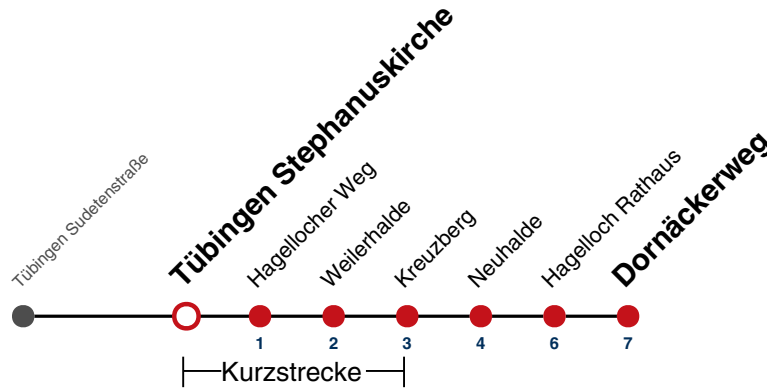 Tübingen Sudetenstraße
Tübingen Stephanuskirche
Hagellocher Weg
Weilerhalde
Kreuzberg
Neuhalde
Hagelloch Rathaus
Dornäckerweg
1 2 3 4 6 7
Kurzstrecke